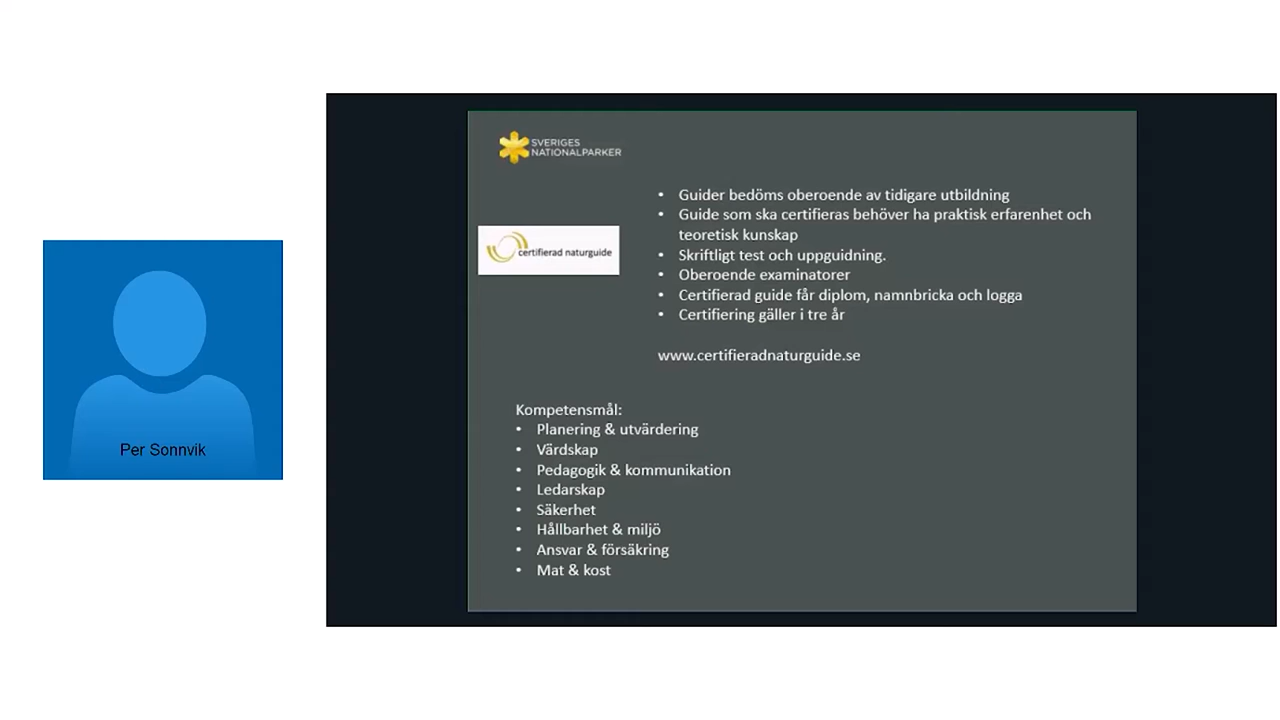 Per Sonnvik
SVERIGES
NATIONALPARKER
certifierad naturguide
• Guider bedöms oberoende av tidigare utbildning
• Guide som ska certifieras behöver ha praktisk erfarenhet och
teoretisk kunskap
• Skriftligt test och uppguidning.
• Oberoende examinatorer
• Certifierad guide får diplom, namnbricka och logga
• Certifiering gäller i tre år
www.certifieradnaturguide.se
Kompetensmål:
• Planering & utvärdering
• Värdskap
• Pedagogik & kommunikation
• Ledarskap
• Säkerhet
• Hållbarhet & miljö
• Ansvar & försäkring
• Mat & kost